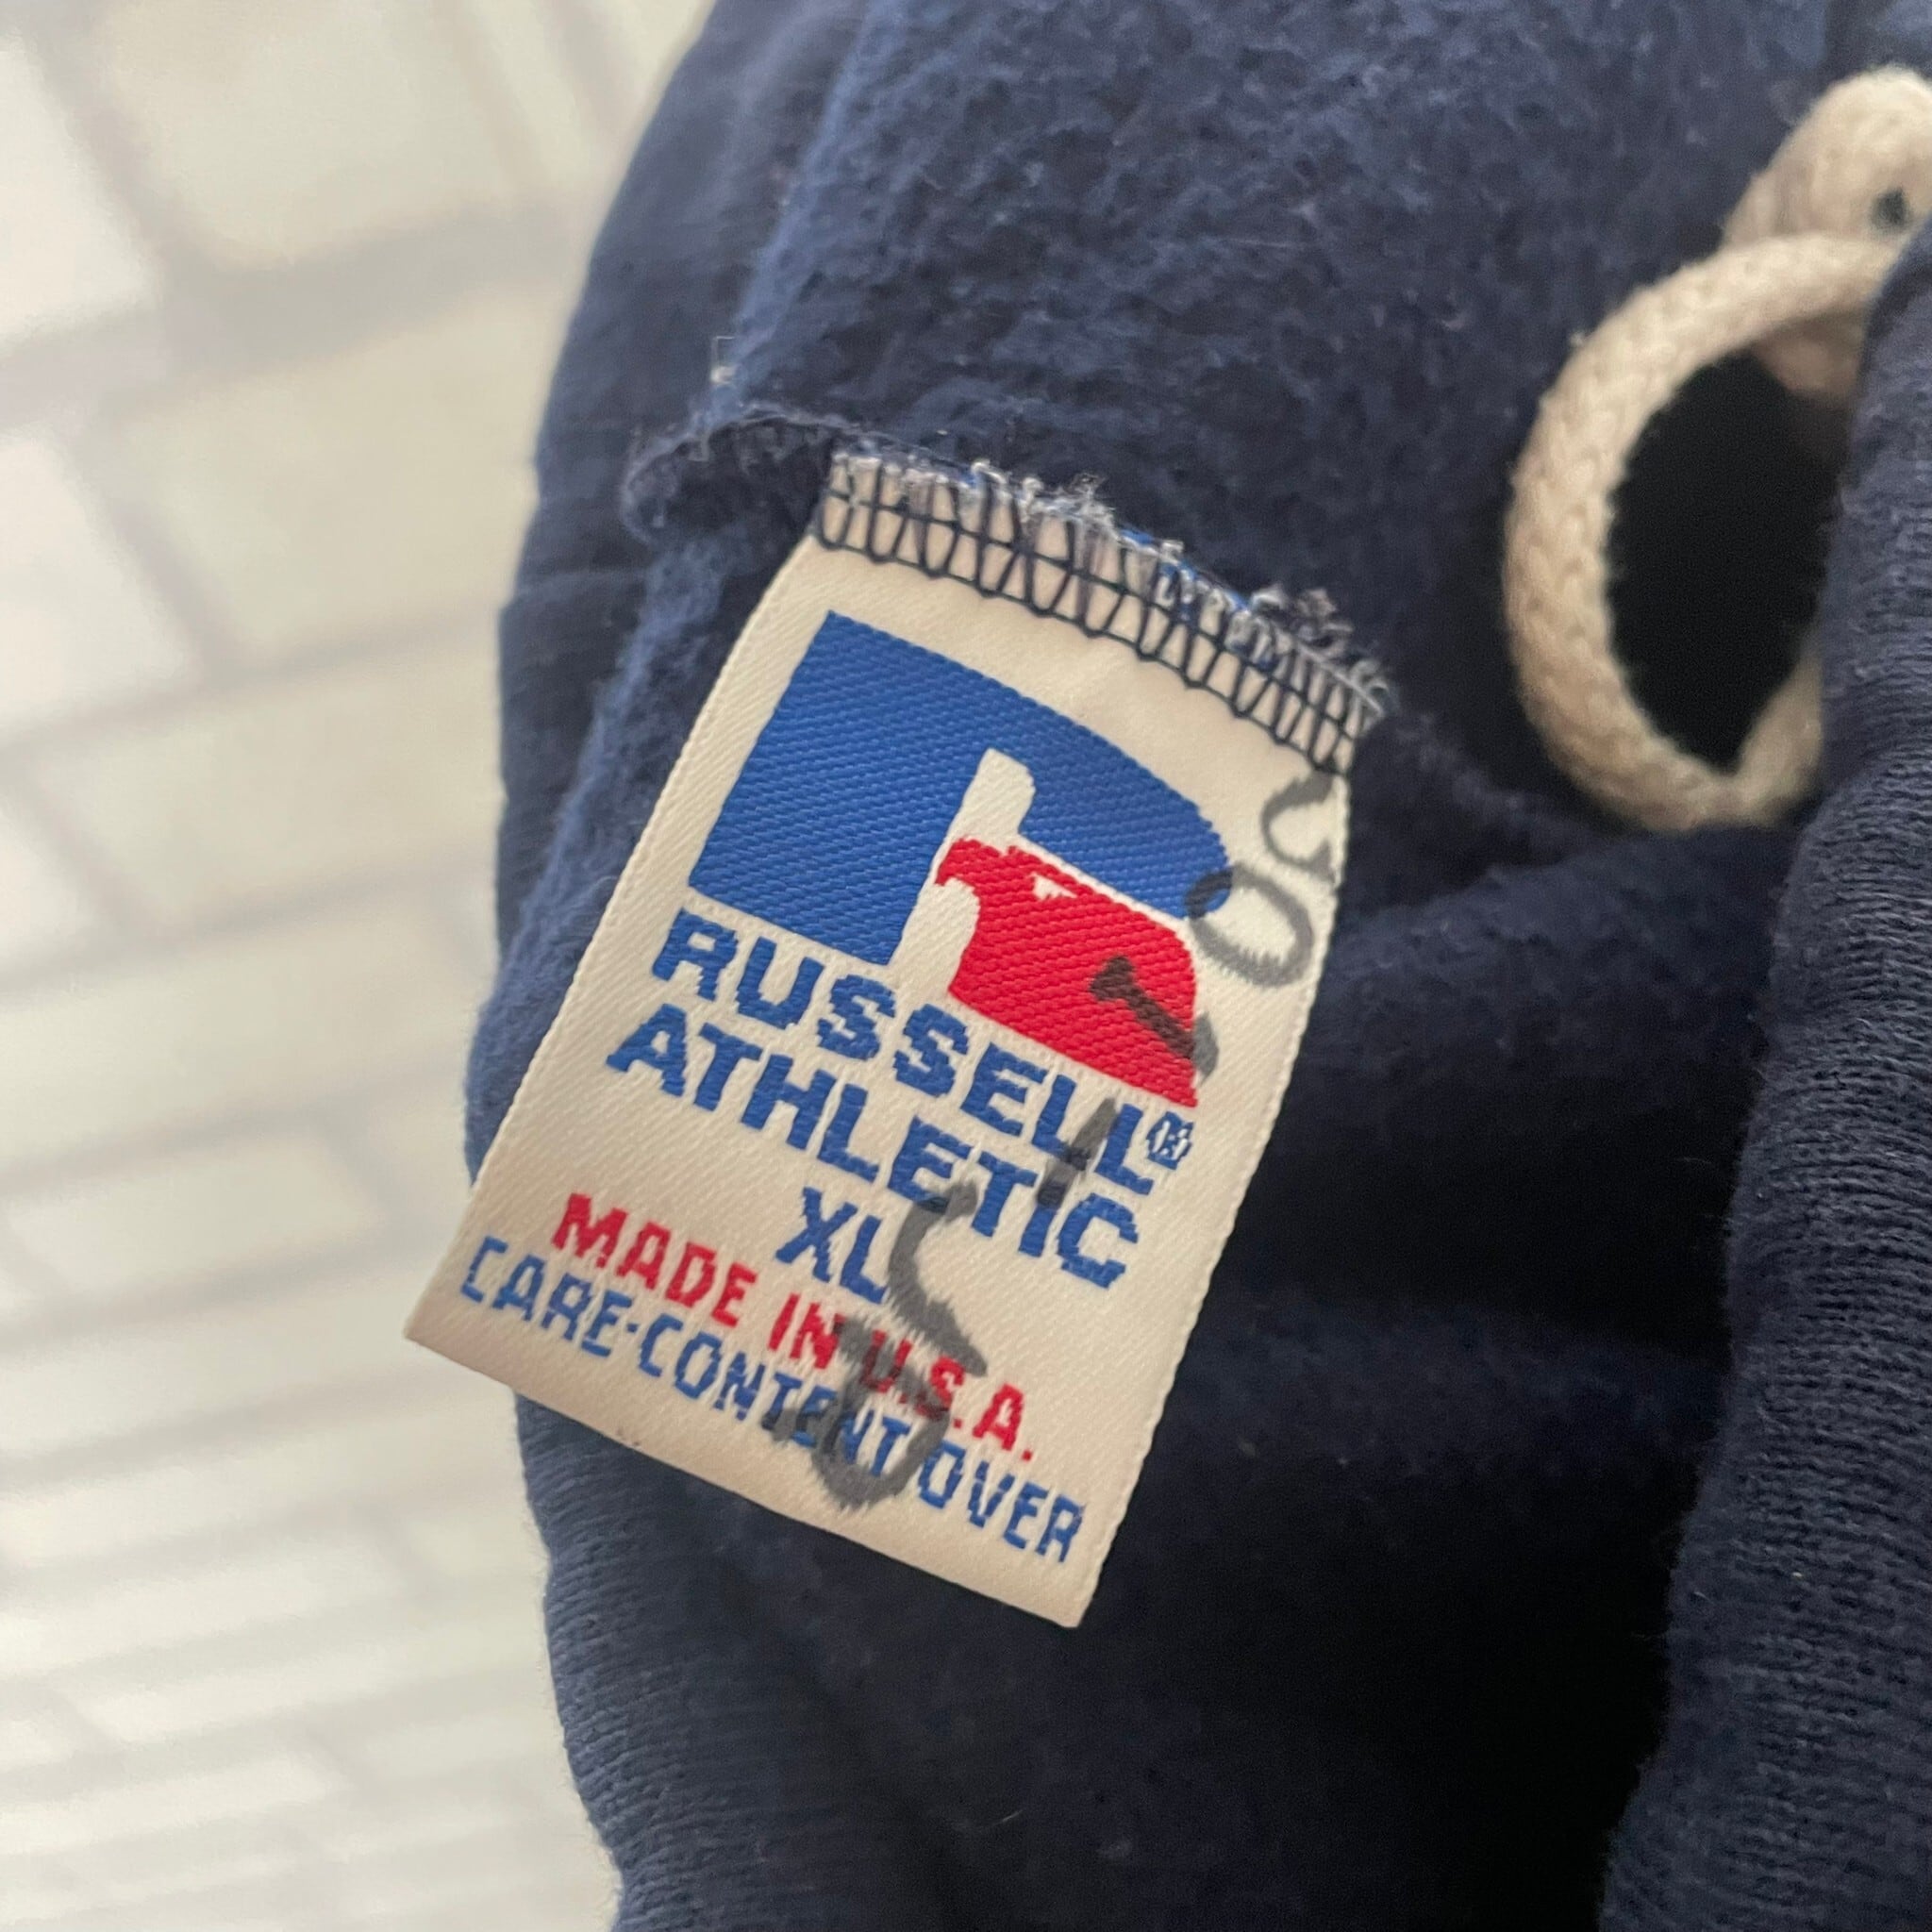 RUSSELL®
ATHLETIC
XL
MADE IN U.S.A.
CARE·CONTENT OVER